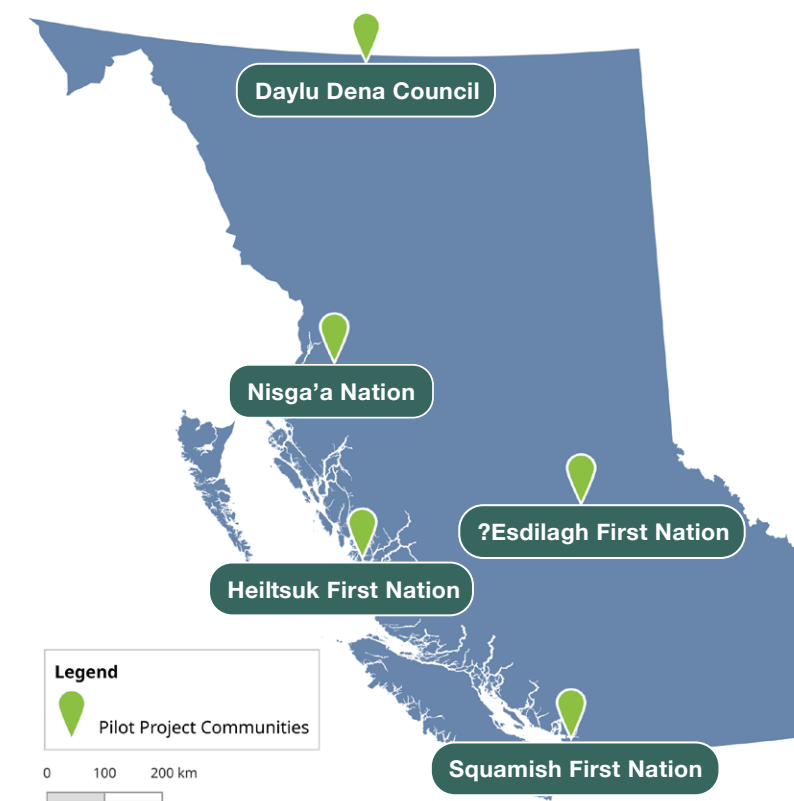 Daylu Dena Council
Nisga’a Nation
?Esdilagh First Nation
Heiltsuk First Nation
Legend
Pilot Project Communities
0 100 200 km
Squamish First Nation